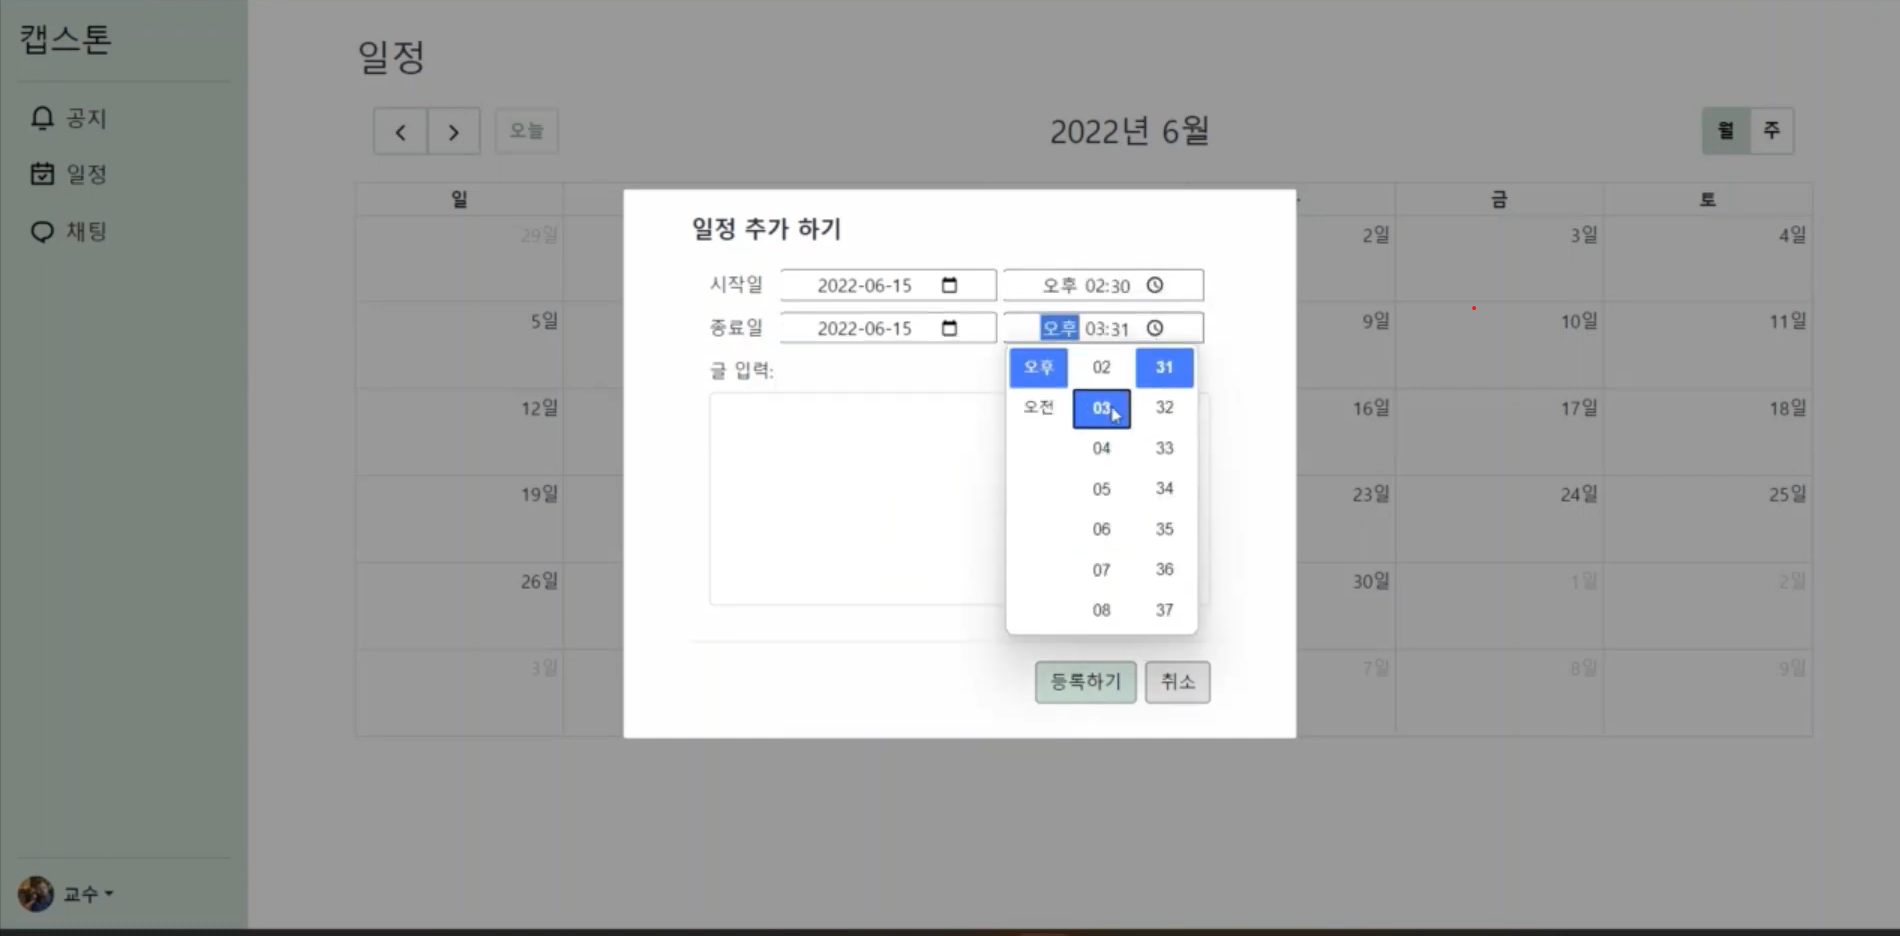 캡스톤
공지
일정
채팅
교수
일정
오늘
2022년 6월
월 주
일 금 토
29일 2일 3일 4일
5일 9일 10일 11일
12일 16일 17일 18일
19일 23일 24일 25일
26일 30일 1일 2일
3일 7일 8일 9일
일정 추가 하기
시작일 2022-06-15 오후 02:30
종료일 2022-06-15 오후 03:31
글 입력:
오후 02 31
오전 03 32
04 33
05 34
06 35
07 36
08 37
등록하기 취소